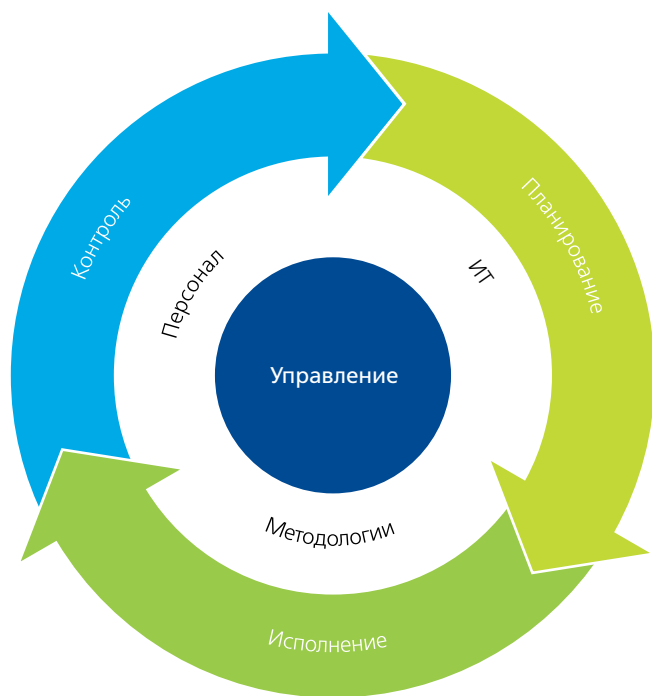 Контроль
Планирование
Исполнение
Персонал
ИТ
Методологии
Управление